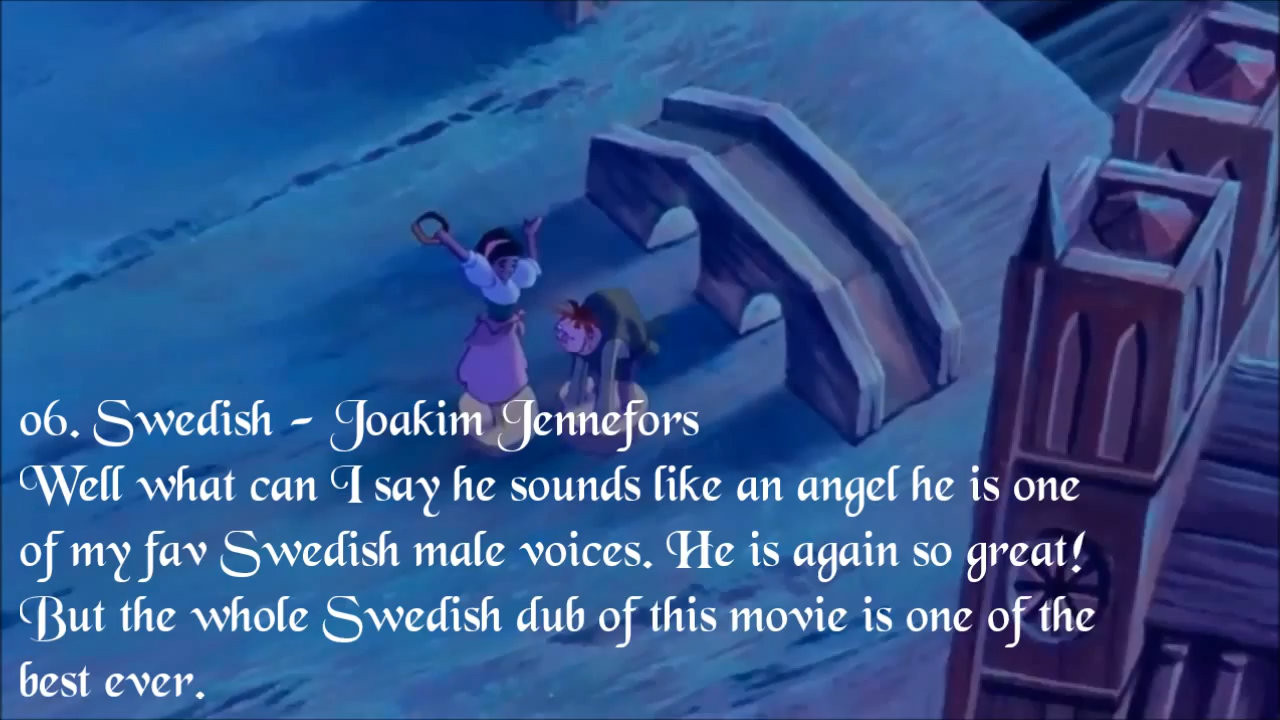 06. Swedish - Joakim Jennefors
Well what can I say he sounds like an angel he is one
of my fav Swedish male voices. He is again so great!
But the whole Swedish dub of this movie is one of the
best ever.